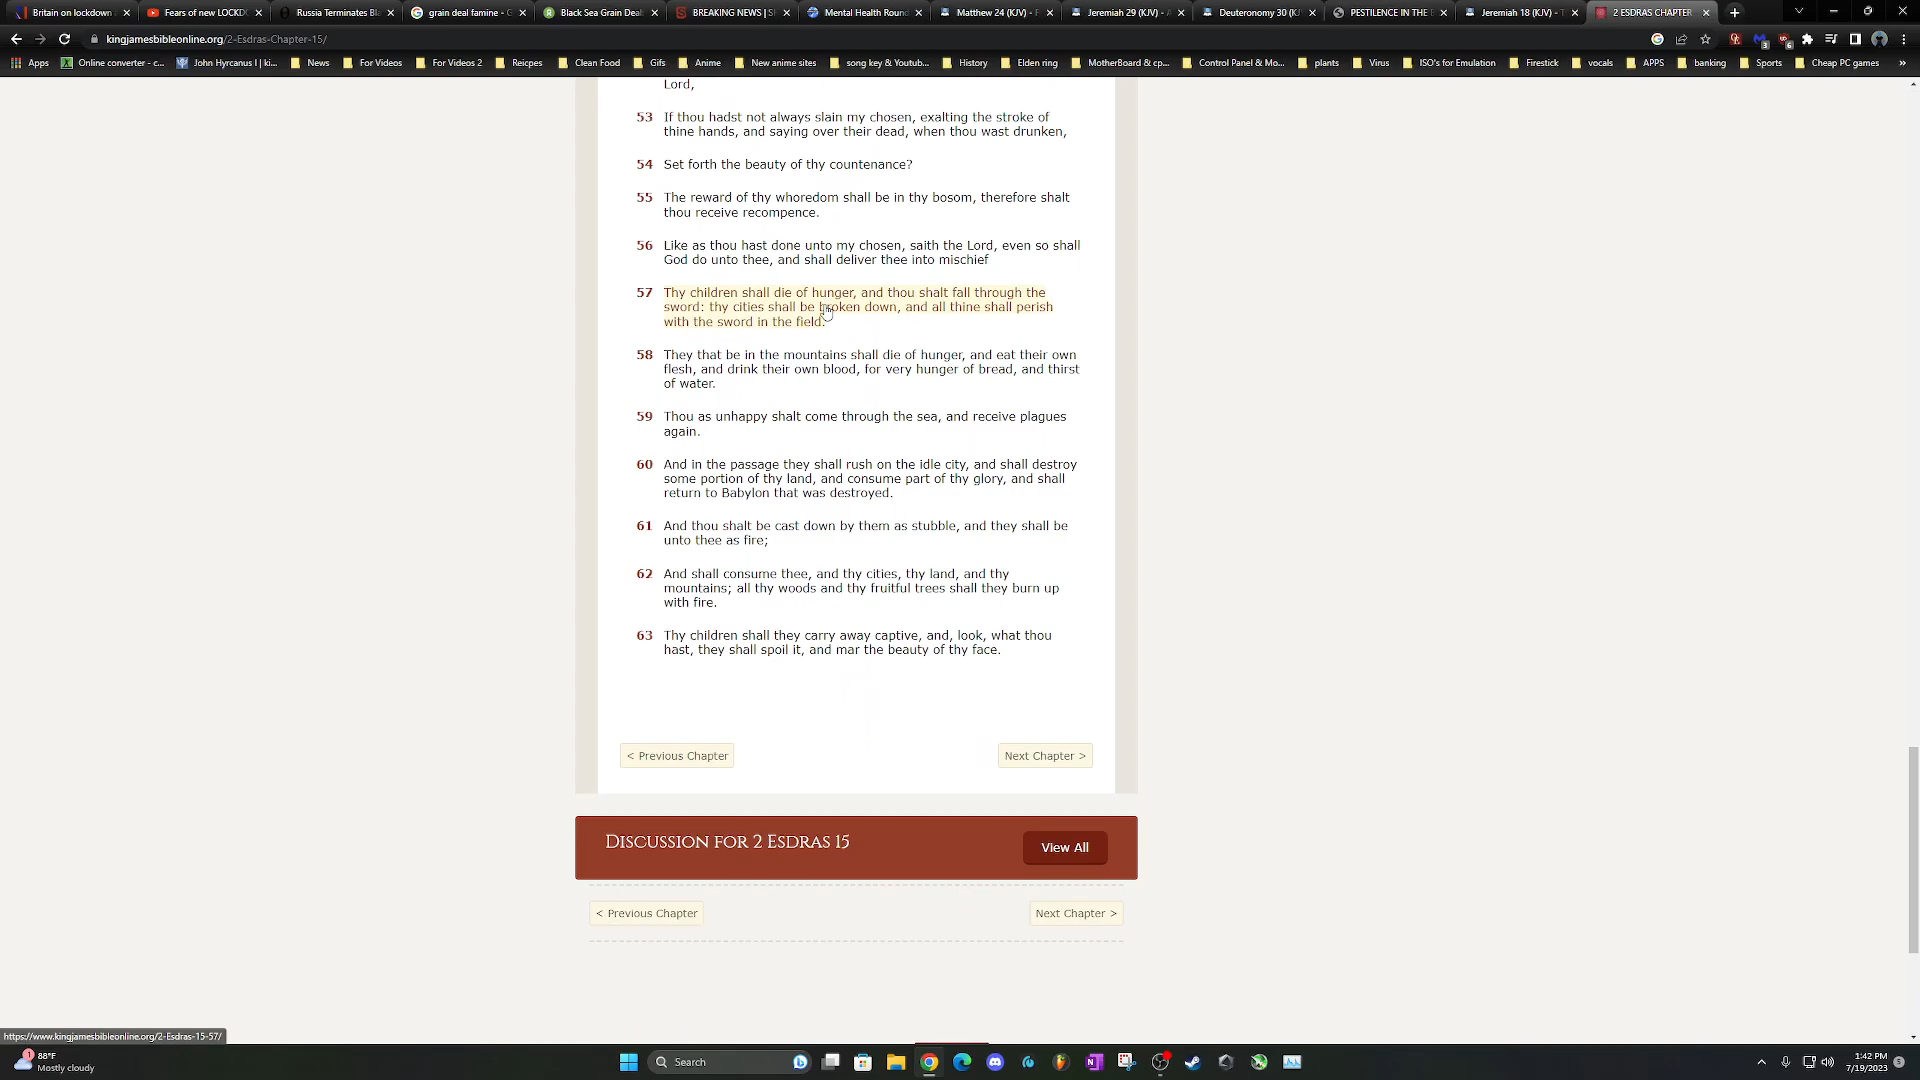 Britain on lockdown
Fears of new LOCKD
Russia Terminates Bl
grain deal famine - G
Black Sea Grain Deal
BREAKING NEWS | S
Mental Health Roun
Matthew 24 (KJV) - F
Jeremiah 29 (KJV) - A
Deuteronomy 30 (KJ
PESTILENCE IN THE
Jeremiah 18 (KJV) - T
2 ESDRAS CHAPTER
kingjamesbibleonline.org/2-Esdras-Chapter-15/
Apps
Online converter - c...
John Hyrcanus I | ki...
News
For Videos
For Videos 2
Reicpes
Clean Food
Gifs
Anime
New anime sites
song key & Youtub...
History
Elden ring
MotherBoard & cp...
Control Panel & Mo...
plants
Virus
ISO's for Emulation
Firestick
vocals
APPS
banking
Sports
Cheap PC games
Lord,
53 If thou hadst not always slain my chosen, exalting the stroke of
thine hands, and saying over their dead, when thou wast drunken,
54 Set forth the beauty of thy countenance?
55 The reward of thy whoredom shall be in thy bosom, therefore shalt
thou receive recompence.
56 Like as thou hast done unto my chosen, saith the Lord, even so shall
God do unto thee, and shall deliver thee into mischief
57 Thy children shall die of hunger, and thou shalt fall through the
sword: thy cities shall be broken down, and all thine shall perish
with the sword in the field.
58 They that be in the mountains shall die of hunger, and eat their own
flesh, and drink their own blood, for very hunger of bread, and thirst
of water.
59 Thou as unhappy shalt come through the sea, and receive plagues
again.
60 And in the passage they shall rush on the idle city, and shall destroy
some portion of thy land, and consume part of thy glory, and shall
return to Babylon that was destroyed.
61 And thou shalt be cast down by them as stubble, and they shall be
unto thee as fire;
62 And shall consume thee, and thy cities, thy land, and thy
mountains; all thy woods and thy fruitful trees shall they burn up
with fire.
63 Thy children shall they carry away captive, and, look, what thou
hast, they shall spoil it, and mar the beauty of thy face.
< Previous Chapter
Next Chapter >
Discussion for 2 Esdras 15
View All
< Previous Chapter
Next Chapter >
https://www.kingjamesbibleonline.org/2-Esdras-15-57/
88°F
Mostly cloudy
Search
1:42 PM
7/19/2023